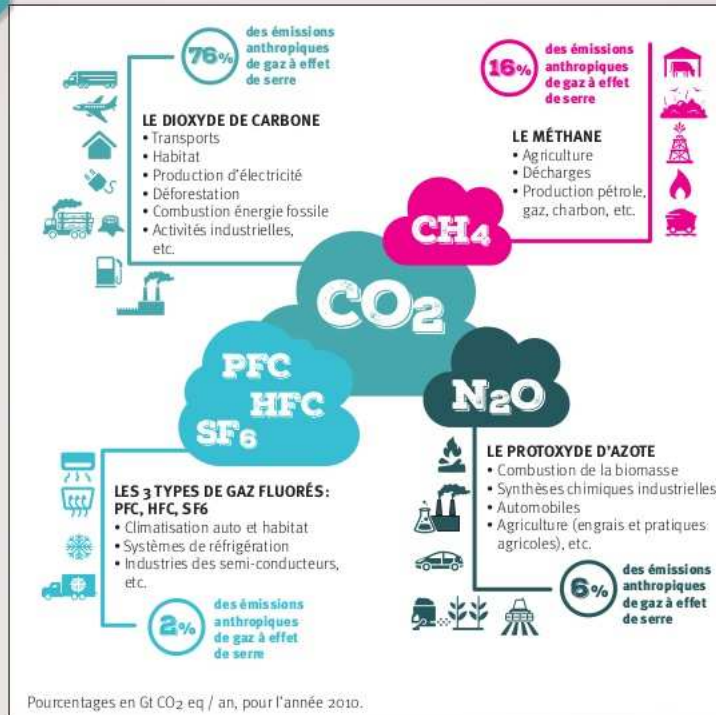 76%
des émissions
anthropiques
de gaz à effet
de serre
LE DIOXYDE DE CARBONE
• Transports
• Habitat
• Production d'électricité
• Déforestation
• Combustion énergie fossile
• Activités industrielles,
etc.
16%
des émissions
anthropiques
de gaz à effet
de serre
LE MÉTHANE
• Agriculture
• Décharges
• Production pétrole,
gaz, charbon, etc.
CH4
CO2
PFC
HFC
SF6
N2O
LES 3 TYPES DE GAZ FLUORÉS :
PFC, HFC, SF6
• Climatisation auto et habitat
• Systèmes de réfrigération
• Industries des semi-conducteurs,
etc.
2%
des émissions
anthropiques
de gaz à effet
de serre
LE PROTOXYDE D'AZOTE
• Combustion de la biomasse
• Synthèses chimiques industrielles
• Automobiles
• Agriculture (engrais et pratiques
agricoles), etc.
6%
des émissions
anthropiques
de gaz à effet
de serre
Pourcentages en Gt CO2 eq / an, pour l'année 2010.